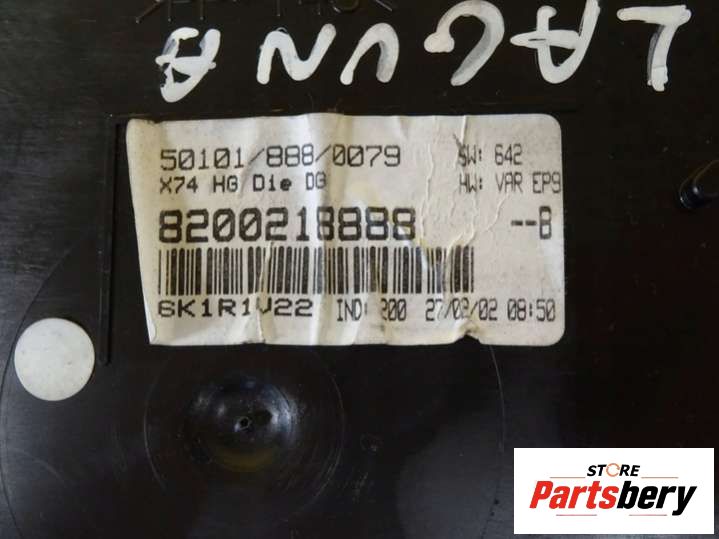 LAGUNA
50101/888/0079 SW: 642
X74 HG Die DG HW: VAR EP9
8200218888 --B
6K1R1V22 IND: 200 27/02/02 08:50
STORE
Partsbery